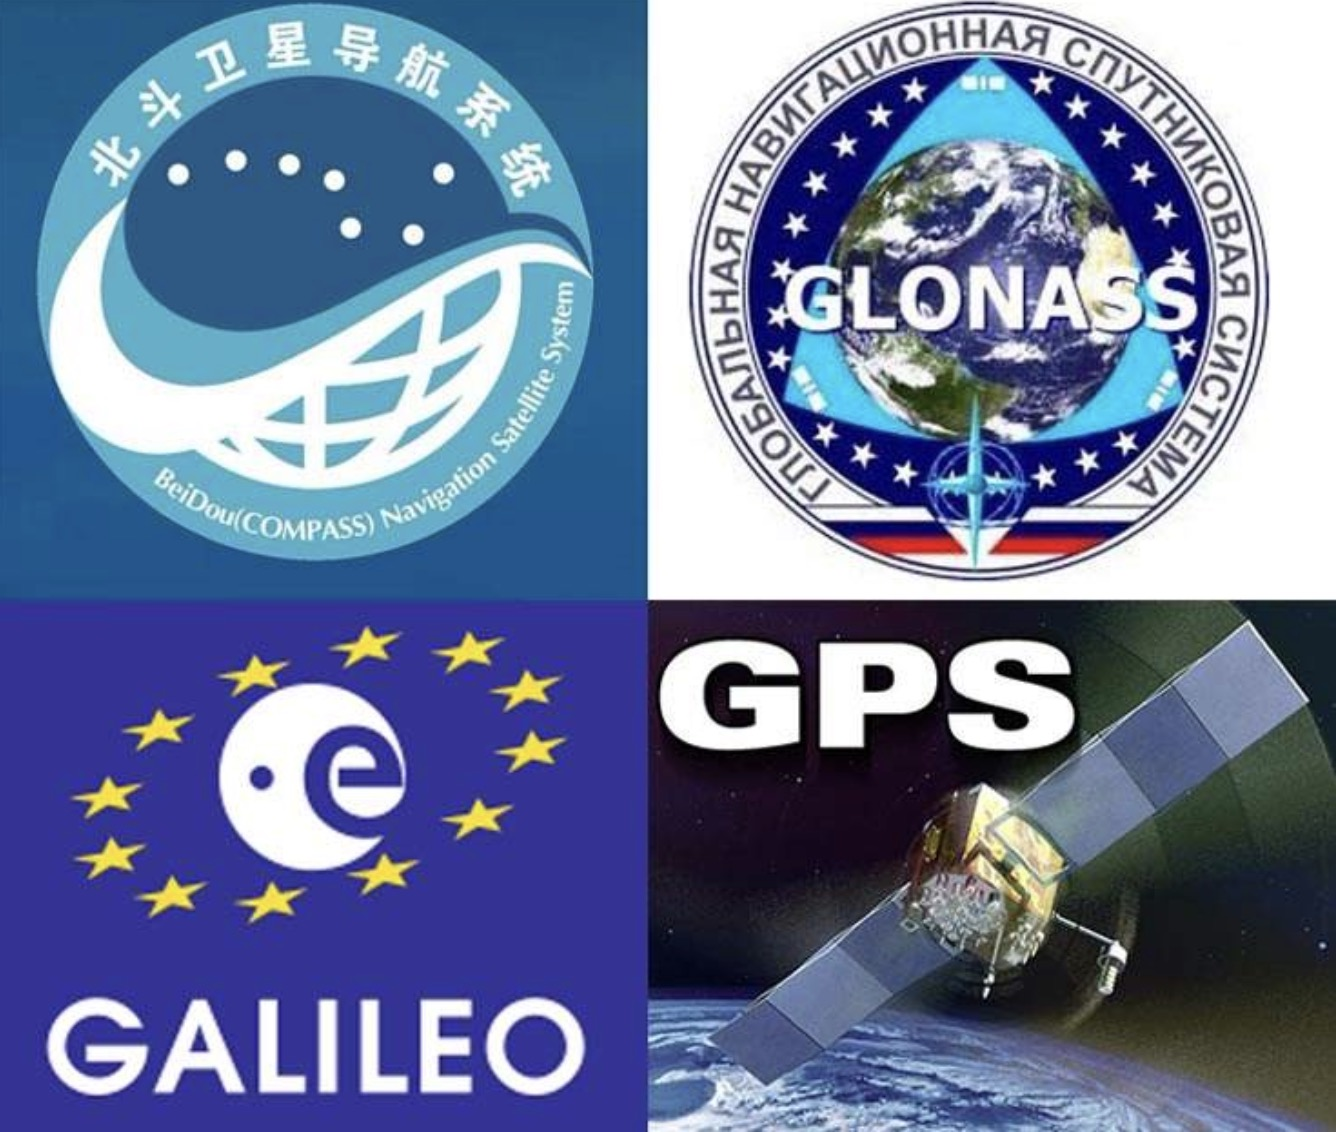 北斗卫星导航系统
BeiDou(COMPASS) Navigation Satellite System
ГЛОБАЛЬНАЯ НАВИГАЦИОННАЯ СПУТНИКОВАЯ СИСТЕМА
GLONASS
e
GALILEO
GPS